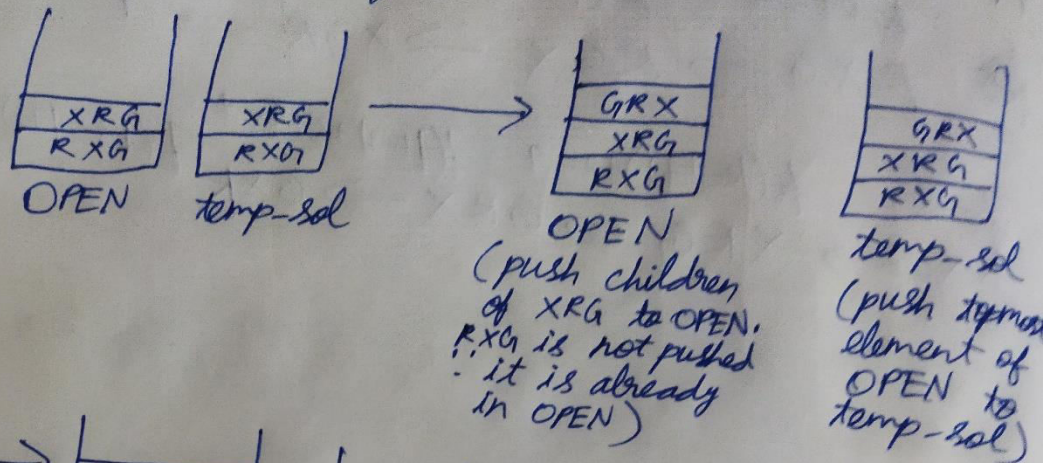 XRG
RXG
OPEN
XRG
RXG
temp-sol
GRX
XRG
RXG
OPEN
(push children
of XRG to OPEN.
RXG is not pushed
∵ it is already
in OPEN)
GRX
XRG
RXG
temp-sol
(push topmost
element of
OPEN to
temp-sol)